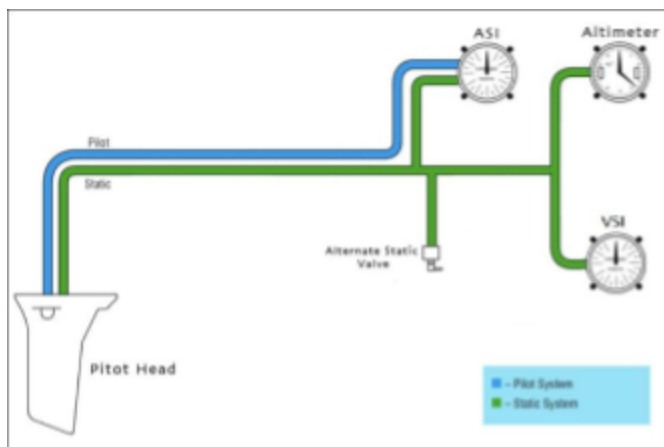 ASI
Altimeter
Pitot
Static
Alternate Static
Valve
VSI
Pitot Head
- Pitot System
- Static System